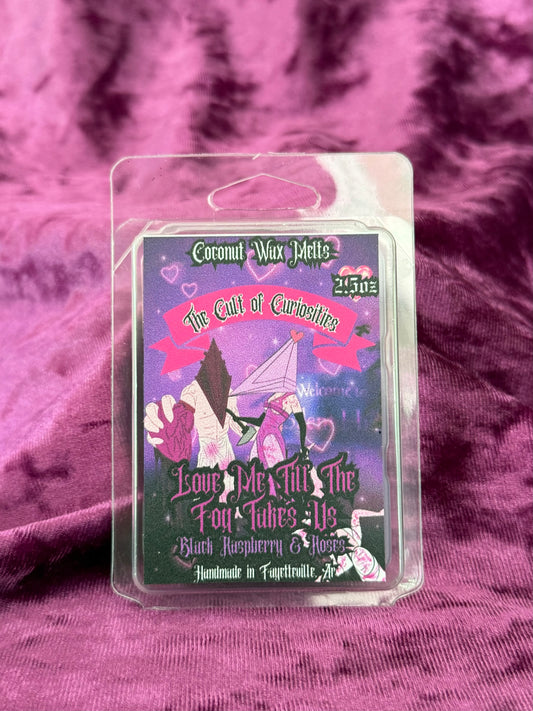 Coconut Wax Melts
2.5oz
The Cult of Curiosities
Welcome to
Love Me Till The
Fog Takes Us
Black Raspberry & Roses
Handmade in Fayetteville, Ar